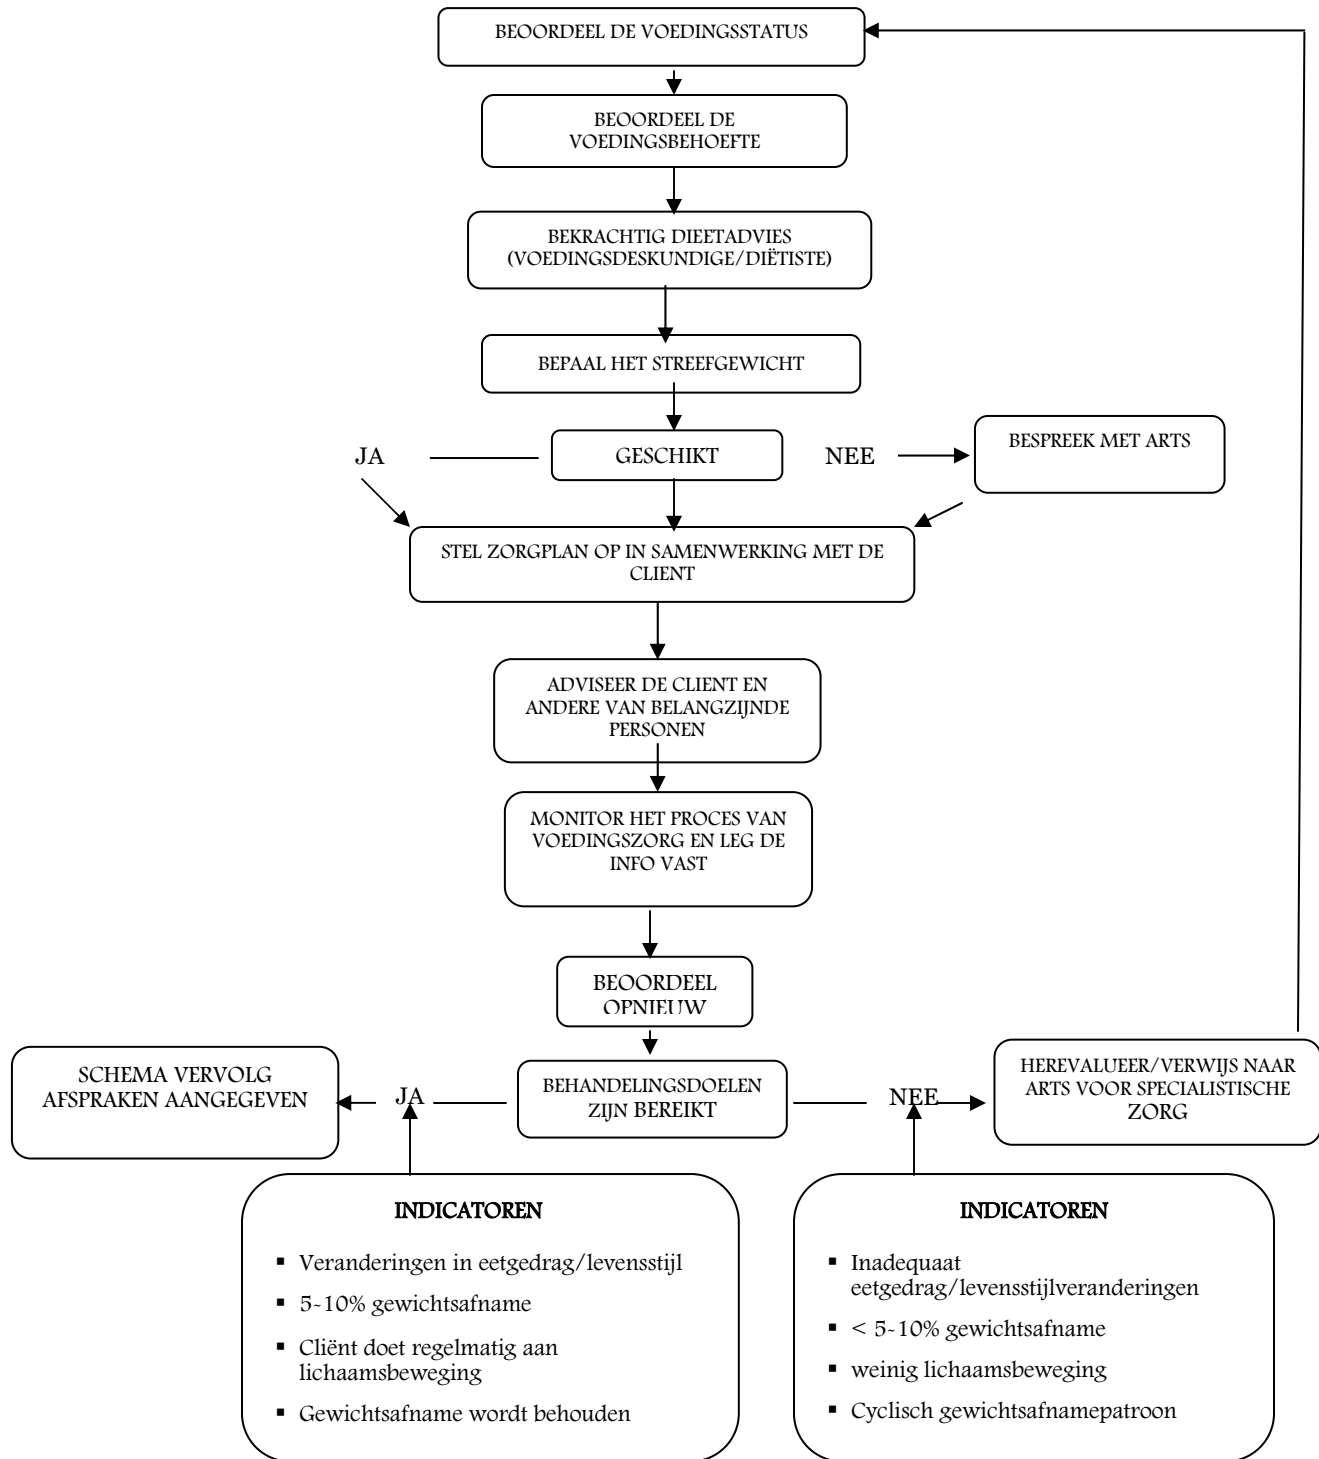 BEOORDEEL DE VOEDINGSSTATUS
BEOORDEEL DE
VOEDINGSBEHOEFTE
BEKRACHTIG DIEETADVIES
(VOEDINGSDESKUNDIGE/DIËTISTE)
BEPAAL HET STREEFGEWICHT
JA
GESCHIKT
NEE
BESPREEK MET ARTS
STEL ZORGPLAN OP IN SAMENWERKING MET DE
CLIENT
ADVISEER DE CLIENT EN
ANDERE VAN BELANGZIJNDE
PERSONEN
MONITOR HET PROCES VAN
VOEDINGSZORG EN LEG DE
INFO VAST
BEOORDEEL
OPNIEUW
SCHEMA VERVOLG
AFSPRAKEN AANGEGEVEN
JA
BEHANDELINGSDOELEN
ZIJN BEREIKT
NEE
HEREVALUEER/VERWIJS NAAR
ARTS VOOR SPECIALISTISCHE
ZORG
INDICATOREN
▪ Veranderingen in eetgedrag/levensstijl
▪ 5-10% gewichtsafname
▪ Cliënt doet regelmatig aan
lichaamsbeweging
▪ Gewichtsafname wordt behouden
INDICATOREN
▪ Inadequaat
eetgedrag/levensstijlveranderingen
▪ < 5-10% gewichtsafname
▪ weinig lichaamsbeweging
▪ Cyclisch gewichtsafnamepatroon